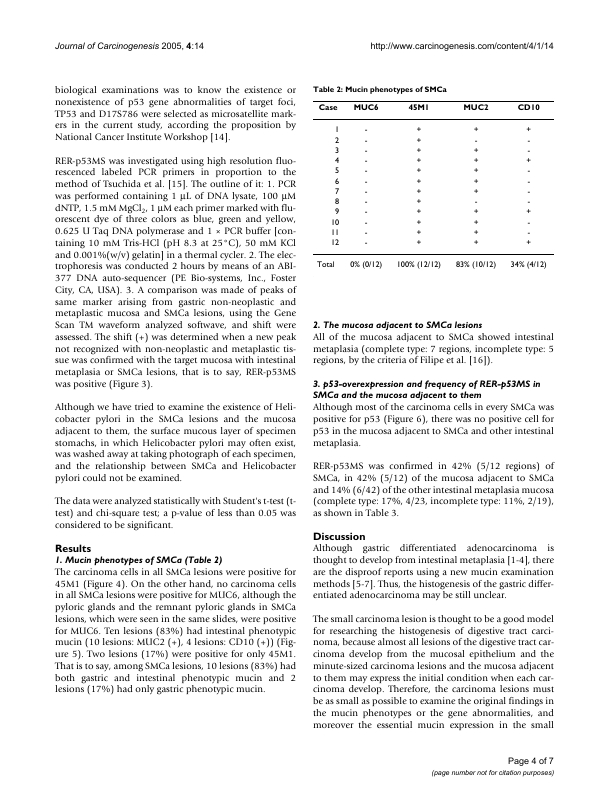 Journal of Carcinogenesis 2005, 4:14
http://www.carcinogenesis.com/content/4/1/14
biological examinations was to know the existence or
nonexistence of p53 gene abnormalities of target foci,
TP53 and D17S786 were selected as microsatellite mark-
ers in the current study, according the proposition by
National Cancer Institute Workshop [14].
RER-p53MS was investigated using high resolution fluo-
rescenced labeled PCR primers in proportion to the
method of Tsuchida et al. [15]. The outline of it: 1. PCR
was performed containing 1 μL of DNA lysate, 100 μM
dNTP, 1.5 mM MgCl2, 1 μM each primer marked with flu-
orescent dye of three colors as blue, green and yellow,
0.625 U Taq DNA polymerase and 1 × PCR buffer [con-
taining 10 mM Tris-HCl (pH 8.3 at 25°C), 50 mM KCl
and 0.001%(w/v) gelatin] in a thermal cycler. 2. The elec-
trophoresis was conducted 2 hours by means of an ABI-
377 DNA auto-sequencer (PE Bio-systems, Inc., Foster
City, CA, USA). 3. A comparison was made of peaks of
same marker arising from gastric non-neoplastic and
metaplastic mucosa and SMCa lesions, using the Gene
Scan TM waveform analyzed software, and shift were
assessed. The shift (+) was determined when a new peak
not recognized with non-neoplastic and metaplastic tis-
sue was confirmed with the target mucosa with intestinal
metaplasia or SMCa lesions, that is to say, RER-p53MS
was positive (Figure 3).
Although we have tried to examine the existence of Heli-
cobacter pylori in the SMCa lesions and the mucosa
adjacent to them, the surface mucous layer of specimen
stomachs, in which Helicobacter pylori may often exist,
was washed away at taking photograph of each specimen,
and the relationship between SMCa and Helicobacter
pylori could not be examined.
The data were analyzed statistically with Student's t-test (t-
test) and chi-square test; a p-value of less than 0.05 was
considered to be significant.
Results
1. Mucin phenotypes of SMCa (Table 2)
The carcinoma cells in all SMCa lesions were positive for
45M1 (Figure 4). On the other hand, no carcinoma cells
in all SMCa lesions were positive for MUC6, although the
pyloric glands and the remnant pyloric glands in SMCa
lesions, which were seen in the same slides, were positive
for MUC6. Ten lesions (83%) had intestinal phenotypic
mucin (10 lesions: MUC2 (+), 4 lesions: CD10 (+)) (Fig-
ure 5). Two lesions (17%) were positive for only 45M1.
That is to say, among SMCa lesions, 10 lesions (83%) had
both gastric and intestinal phenotypic mucin and 2
lesions (17%) had only gastric phenotypic mucin.
Table 2: Mucin phenotypes of SMCa
Case MUC6 45M1 MUC2 CD10
1 - + + +
2 - + - -
3 - + + -
4 - + + +
5 - + + -
6 - + + -
7 - + + -
8 - + - -
9 - + + +
10 - + + -
11 - + + -
12 - + + +
Total 0% (0/12) 100% (12/12) 83% (10/12) 34% (4/12)
2. The mucosa adjacent to SMCa lesions
All of the mucosa adjacent to SMCa showed intestinal
metaplasia (complete type: 7 regions, incomplete type: 5
regions, by the criteria of Filipe et al. [16]).
3. p53-overexpression and frequency of RER-p53MS in
SMCa and the mucosa adjacent to them
Although most of the carcinoma cells in every SMCa was
positive for p53 (Figure 6), there was no positive cell for
p53 in the mucosa adjacent to SMCa and other intestinal
metaplasia.
RER-p53MS was confirmed in 42% (5/12 regions) of
SMCa, in 42% (5/12) of the mucosa adjacent to SMCa
and 14% (6/42) of the other intestinal metaplasia mucosa
(complete type: 17%, 4/23, incomplete type: 11%, 2/19),
as shown in Table 3.
Discussion
Although gastric differentiated adenocarcinoma is
thought to develop from intestinal metaplasia [1-4], there
are the disproof reports using a new mucin examination
methods [5-7]. Thus, the histogenesis of the gastric differ-
entiated adenocarcinoma may be still unclear.
The small carcinoma lesion is thought to be a good model
for researching the histogenesis of digestive tract carci-
noma, because almost all lesions of the digestive tract car-
cinoma develop from the mucosal epithelium and the
minute-sized carcinoma lesions and the mucosa adjacent
to them may express the initial condition when each car-
cinoma develop. Therefore, the carcinoma lesions must
be as small as possible to examine the original findings in
the mucin phenotypes or the gene abnormalities, and
moreover the essential mucin expression in the small
Page 4 of 7
(page number not for citation purposes)